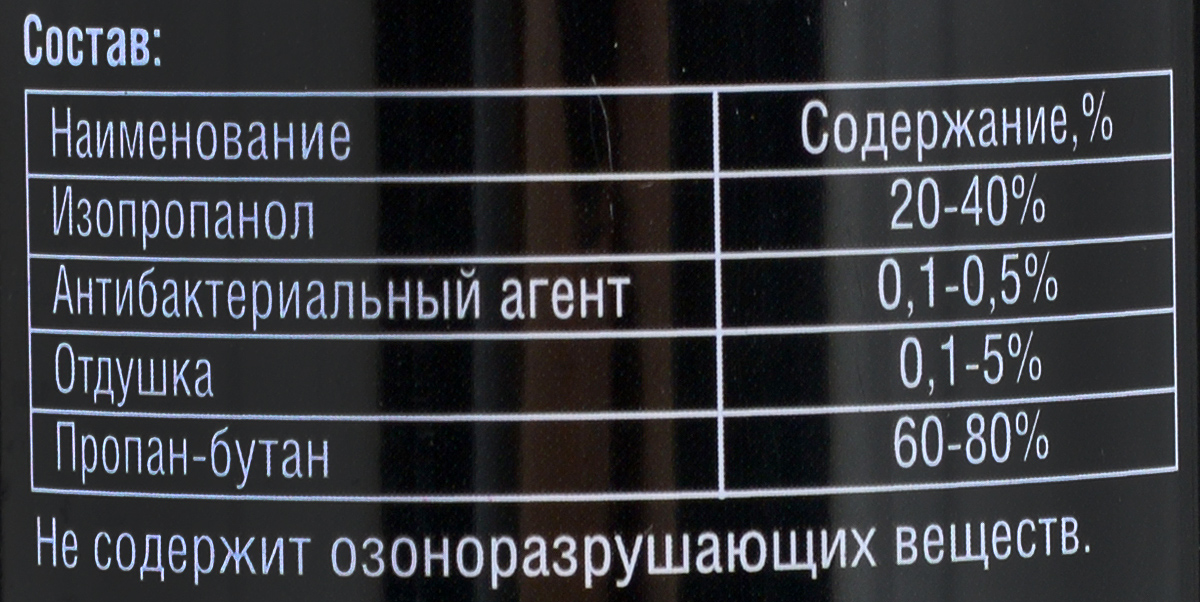 Состав:
Наименование Содержание,%
Изопропанол 20-40%
Антибактериальный агент 0,1-0,5%
Отдушка 0,1-5%
Пропан-бутан 60-80%
Не содержит озоноразрушающих веществ.